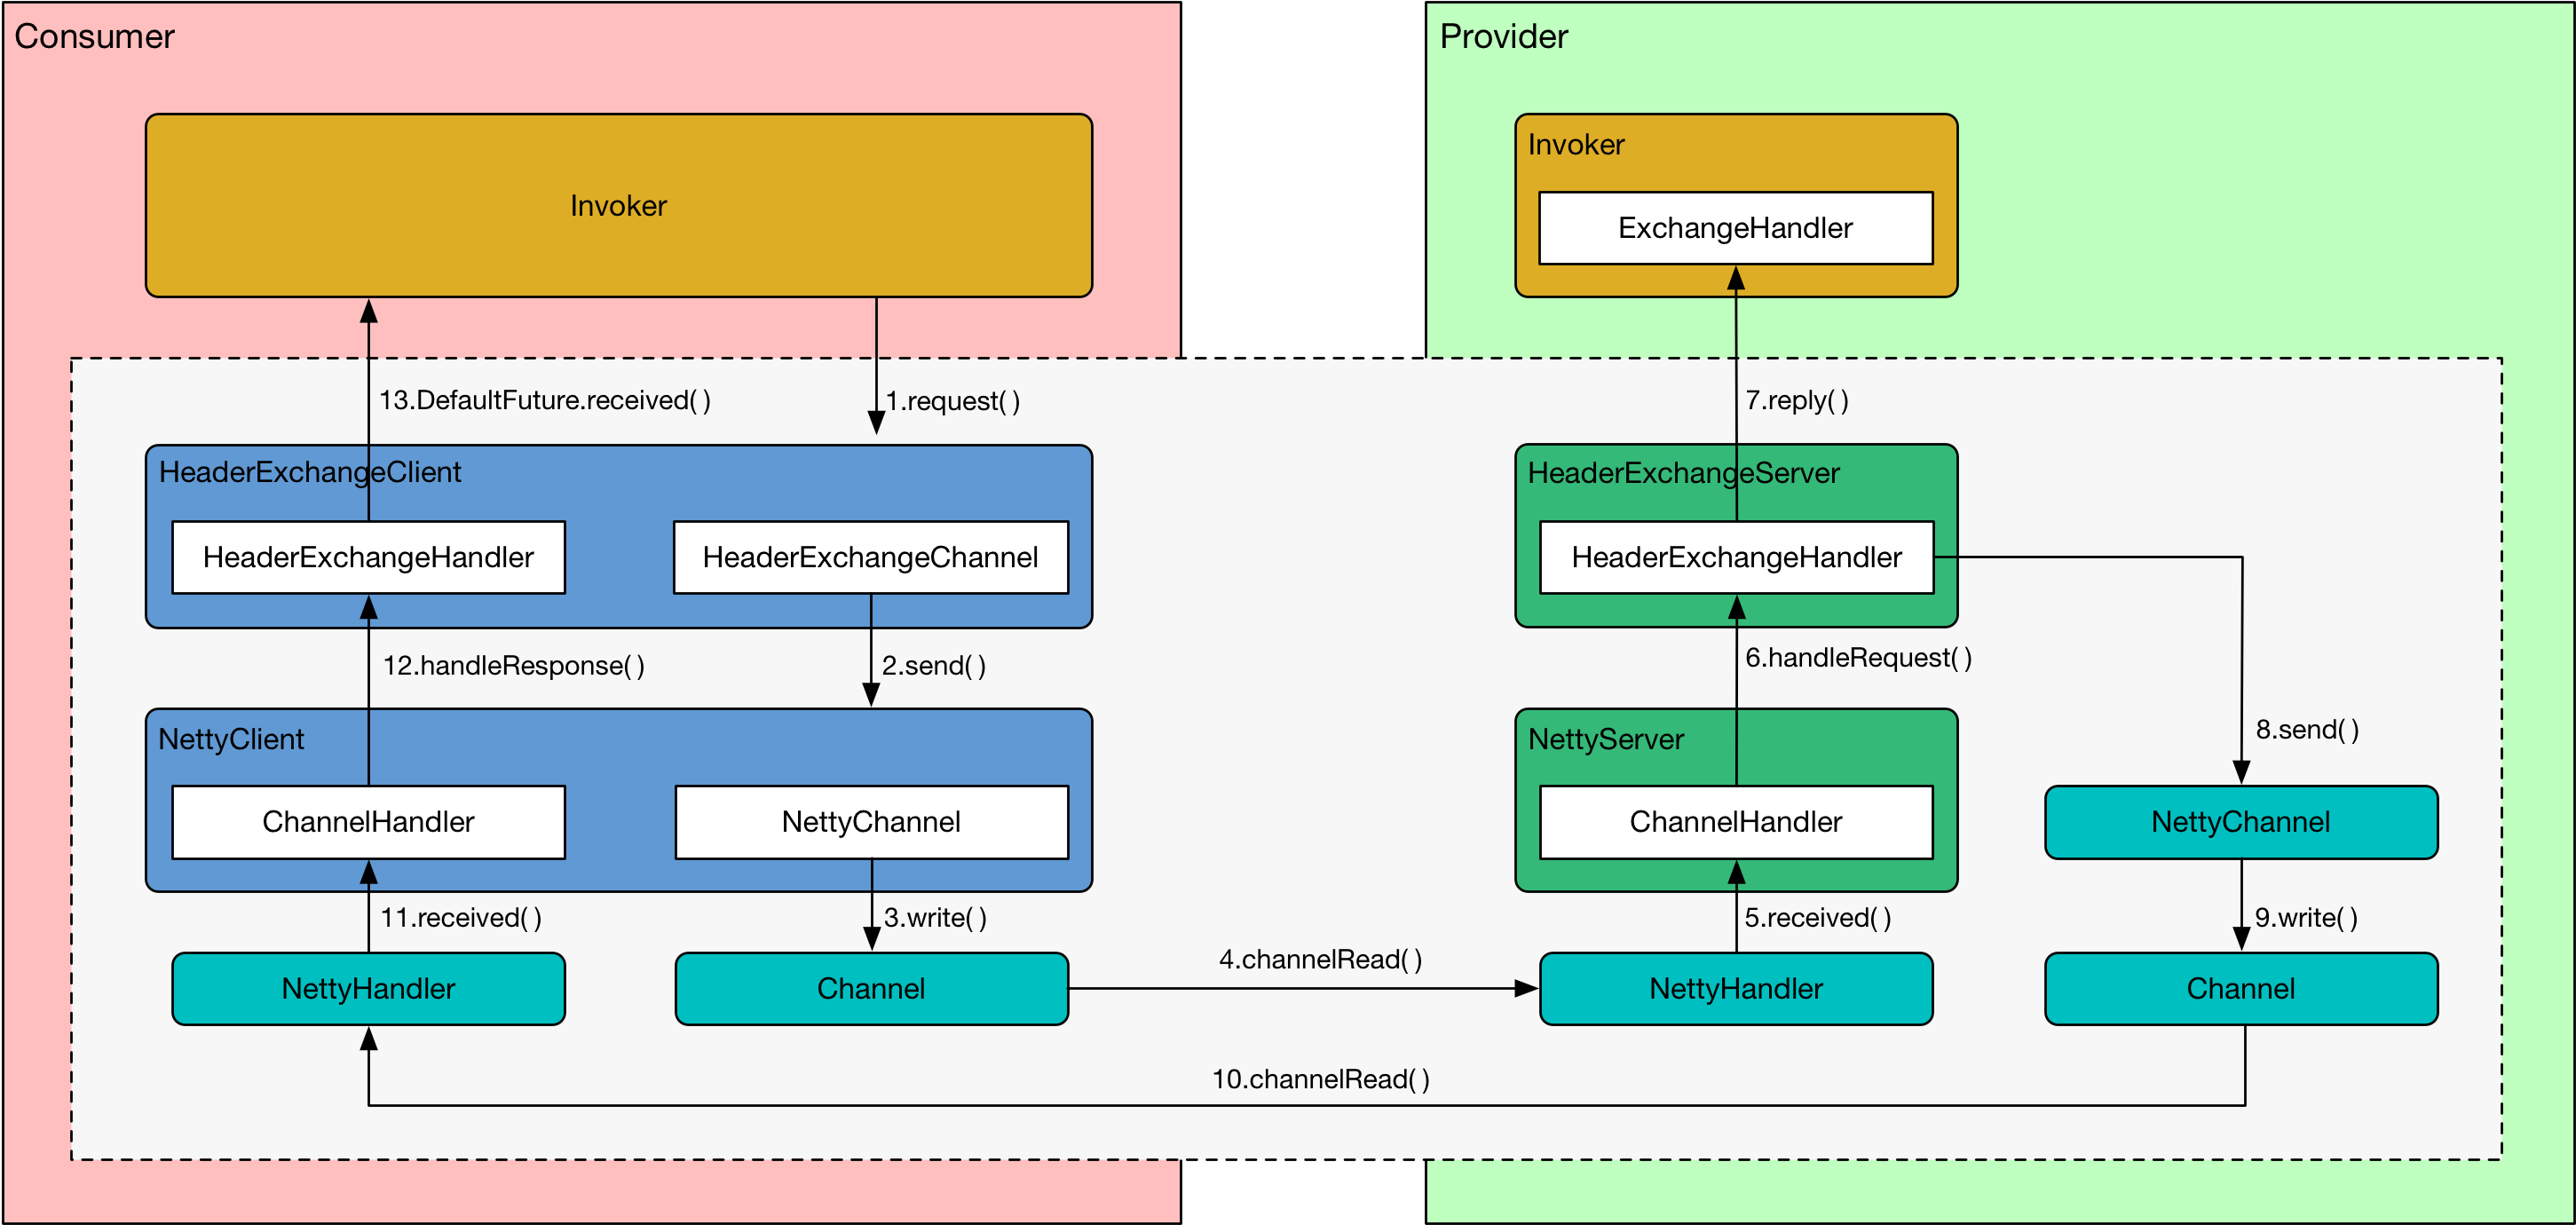 Consumer
Provider
Invoker
Invoker
ExchangeHandler
13.DefaultFuture.received( )
1.request( )
7.reply( )
HeaderExchangeClient
HeaderExchangeServer
HeaderExchangeHandler
HeaderExchangeChannel
HeaderExchangeHandler
12.handleResponse( )
2.send( )
6.handleRequest( )
8.send( )
NettyClient
NettyServer
ChannelHandler
NettyChannel
ChannelHandler
NettyChannel
11.received( )
3.write( )
5.received( )
9.write( )
4.channelRead( )
NettyHandler
Channel
NettyHandler
Channel
10.channelRead( )